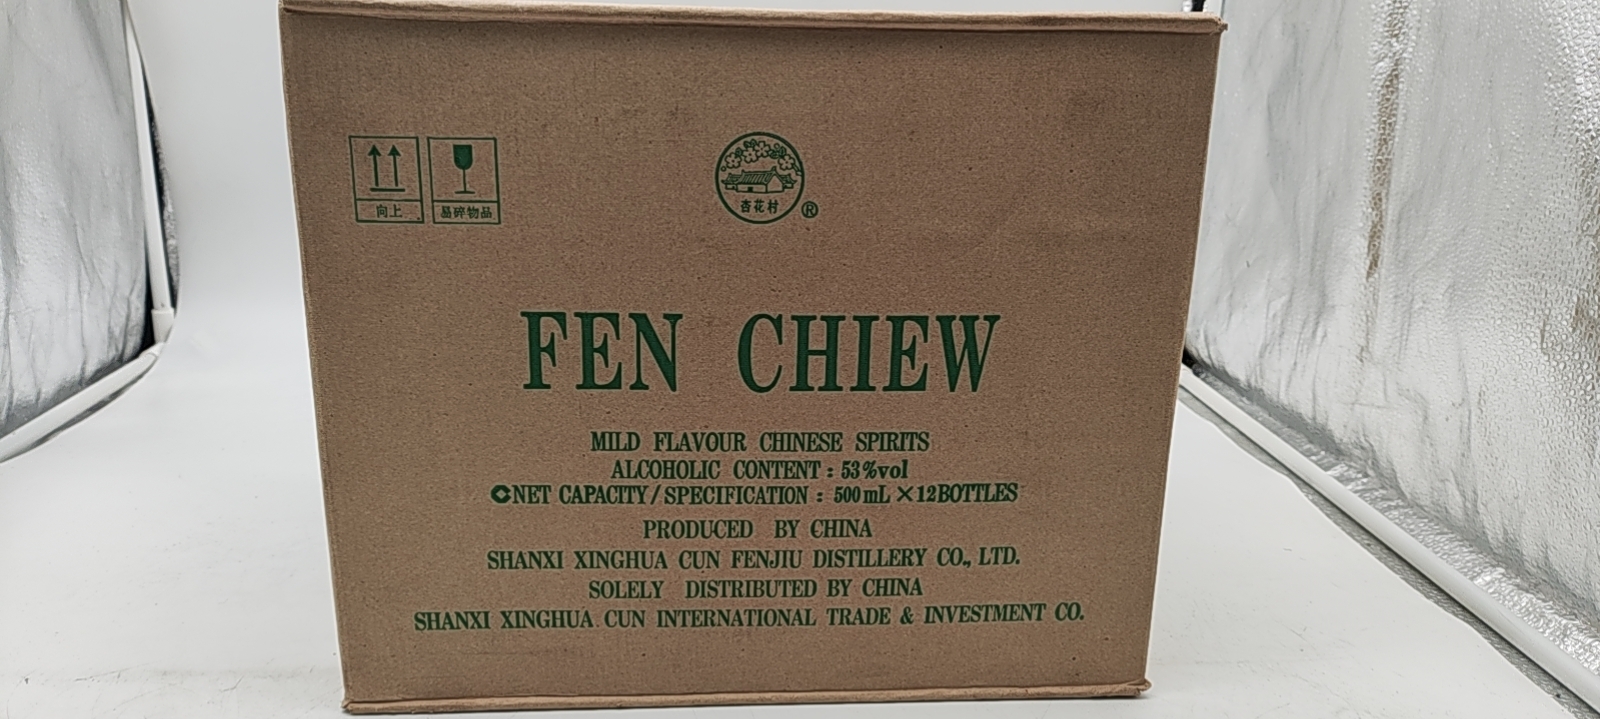 向上
易碎物品
杏花村
®
FEN CHIEW
MILD FLAVOUR CHINESE SPIRITS
ALCOHOLIC CONTENT : 53%vol
NET CAPACITY / SPECIFICATION : 500 mL ×12BOTTLES
PRODUCED BY CHINA
SHANXI XINGHUA CUN FENJIU DISTILLERY CO., LTD.
SOLELY DISTRIBUTED BY CHINA
SHANXI XINGHUA CUN INTERNATIONAL TRADE & INVESTMENT CO.